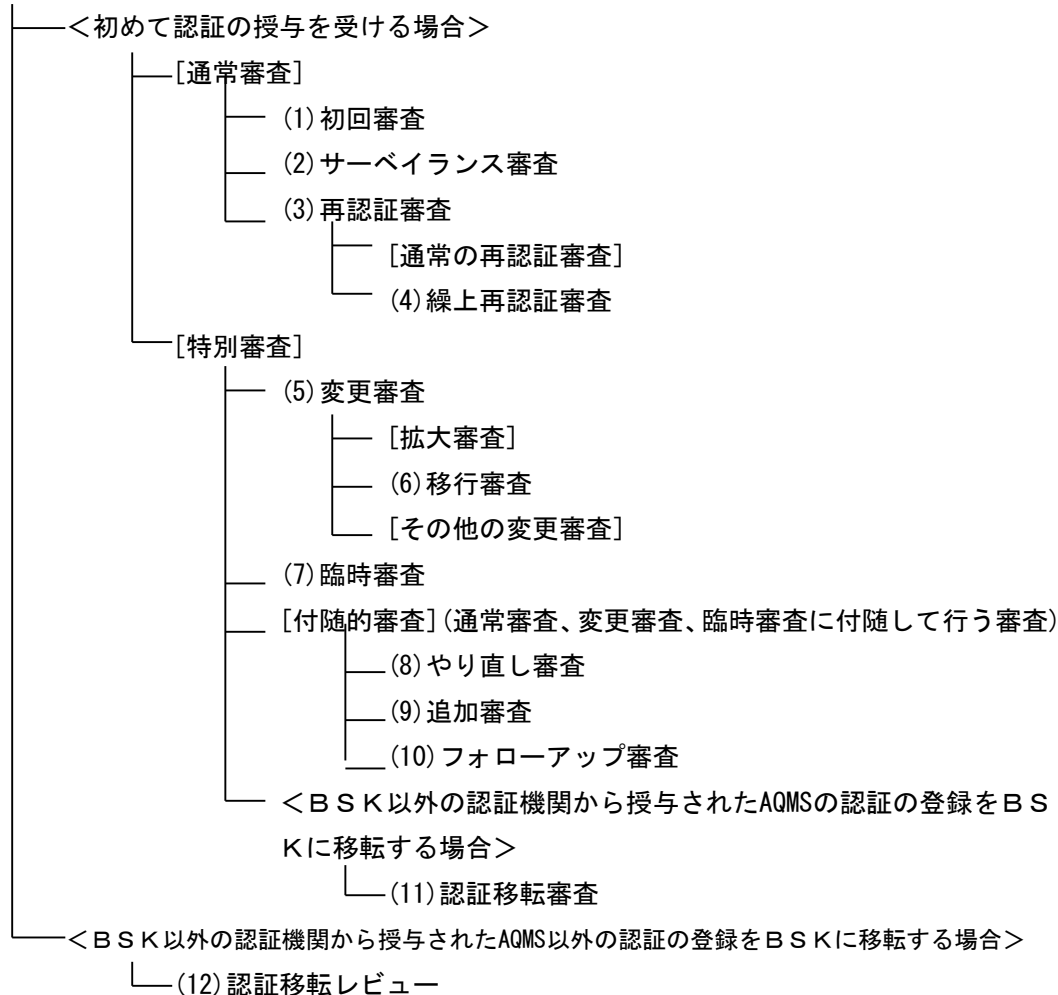 <初めて認証の授与を受ける場合>
[通常審査]
(1)初回審査
(2)サーベイランス審査
(3)再認証審査
[通常の再認証審査]
(4)繰上再認証審査
[特別審査]
(5)変更審査
[拡大審査]
(6)移行審査
[その他の変更審査]
(7)臨時審査
[付随的審査](通常審査、変更審査、臨時審査に付随して行う審査)
(8)やり直し審査
(9)追加審査
(10)フォローアップ審査
<BSK以外の認証機関から授与されたAQMSの認証の登録をBS
Kに移転する場合>
(11)認証移転審査
<BSK以外の認証機関から授与されたAQMS以外の認証の登録をBSKに移転する場合>
(12)認証移転レビュー